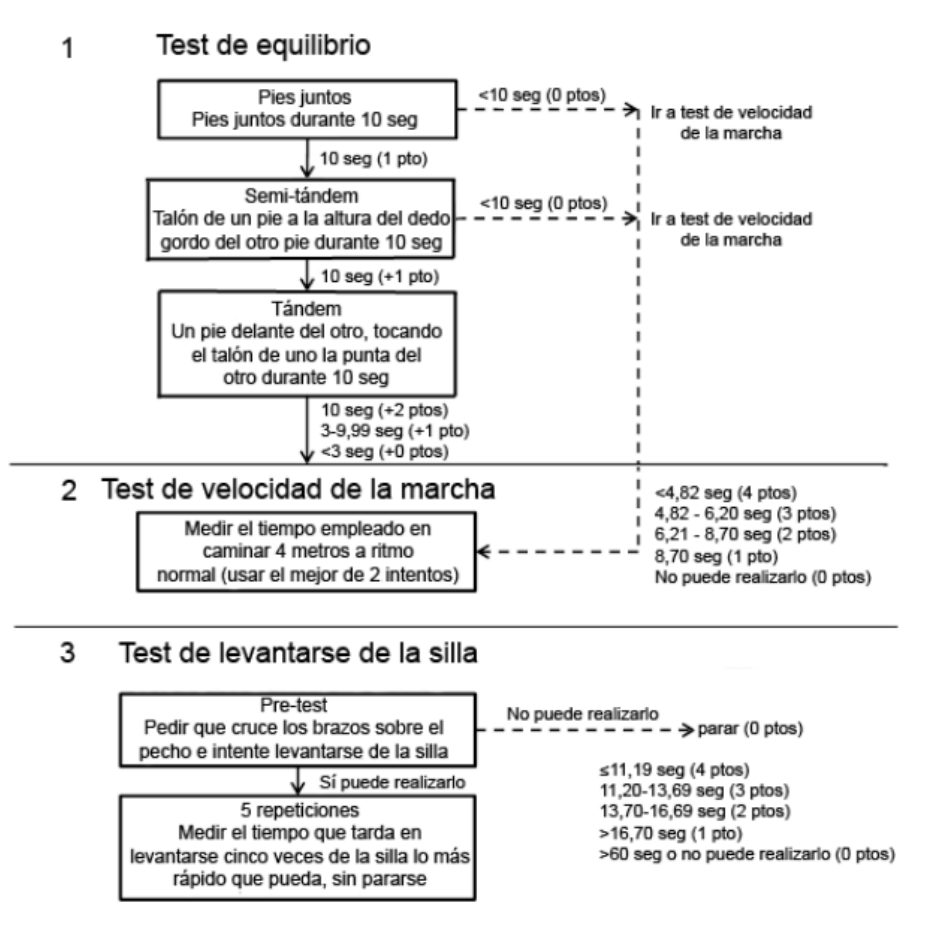 1 Test de equilibrio
Pies juntos
Pies juntos durante 10 seg
<10 seg (0 ptos)
Ir a test de velocidad
de la marcha
10 seg (1 pto)
Semi-tándem
Talón de un pie a la altura del dedo
gordo del otro pie durante 10 seg
<10 seg (0 ptos)
Ir a test de velocidad
de la marcha
10 seg (+1 pto)
Tándem
Un pie delante del otro, tocando
el talón de uno la punta del
otro durante 10 seg
10 seg (+2 ptos)
3-9,99 seg (+1 pto)
<3 seg (+0 ptos)
2 Test de velocidad de la marcha
Medir el tiempo empleado en
caminar 4 metros a ritmo
normal (usar el mejor de 2 intentos)
<4,82 seg (4 ptos)
4,82 - 6,20 seg (3 ptos)
6,21 - 8,70 seg (2 ptos)
8,70 seg (1 pto)
No puede realizarlo (0 ptos)
3 Test de levantarse de la silla
Pre-test
Pedir que cruce los brazos sobre el
pecho e intente levantarse de la silla
No puede realizarlo
parar (0 ptos)
Sí puede realizarlo
5 repeticiones
Medir el tiempo que tarda en
levantarse cinco veces de la silla lo más
rápido que pueda, sin pararse
≤11,19 seg (4 ptos)
11,20-13,69 seg (3 ptos)
13,70-16,69 seg (2 ptos)
>16,70 seg (1 pto)
>60 seg o no puede realizarlo (0 ptos)